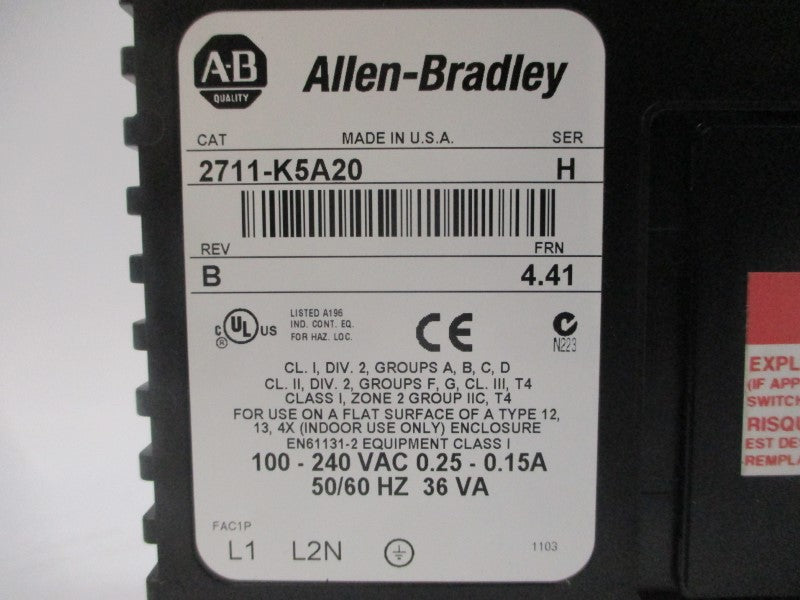 A-B
QUALITY
Allen-Bradley
CAT MADE IN U.S.A. SER
2711-K5A20 H
REV FRN
B 4.41
C UL US
®
LISTED A196
IND. CONT. EQ.
FOR HAZ. LOC.
CE
N223
CL. I, DIV. 2, GROUPS A, B, C, D
CL. II, DIV. 2, GROUPS F, G, CL. III, T4
CLASS I, ZONE 2 GROUP IIC, T4
FOR USE ON A FLAT SURFACE OF A TYPE 12,
13, 4X (INDOOR USE ONLY) ENCLOSURE
EN61131-2 EQUIPMENT CLASS I
100 - 240 VAC 0.25 - 0.15A
50/60 HZ 36 VA
FAC1P
L1 L2N
1103
EXPL
(IF APP
SWITCH
RISQU
EST DE
REMPLA